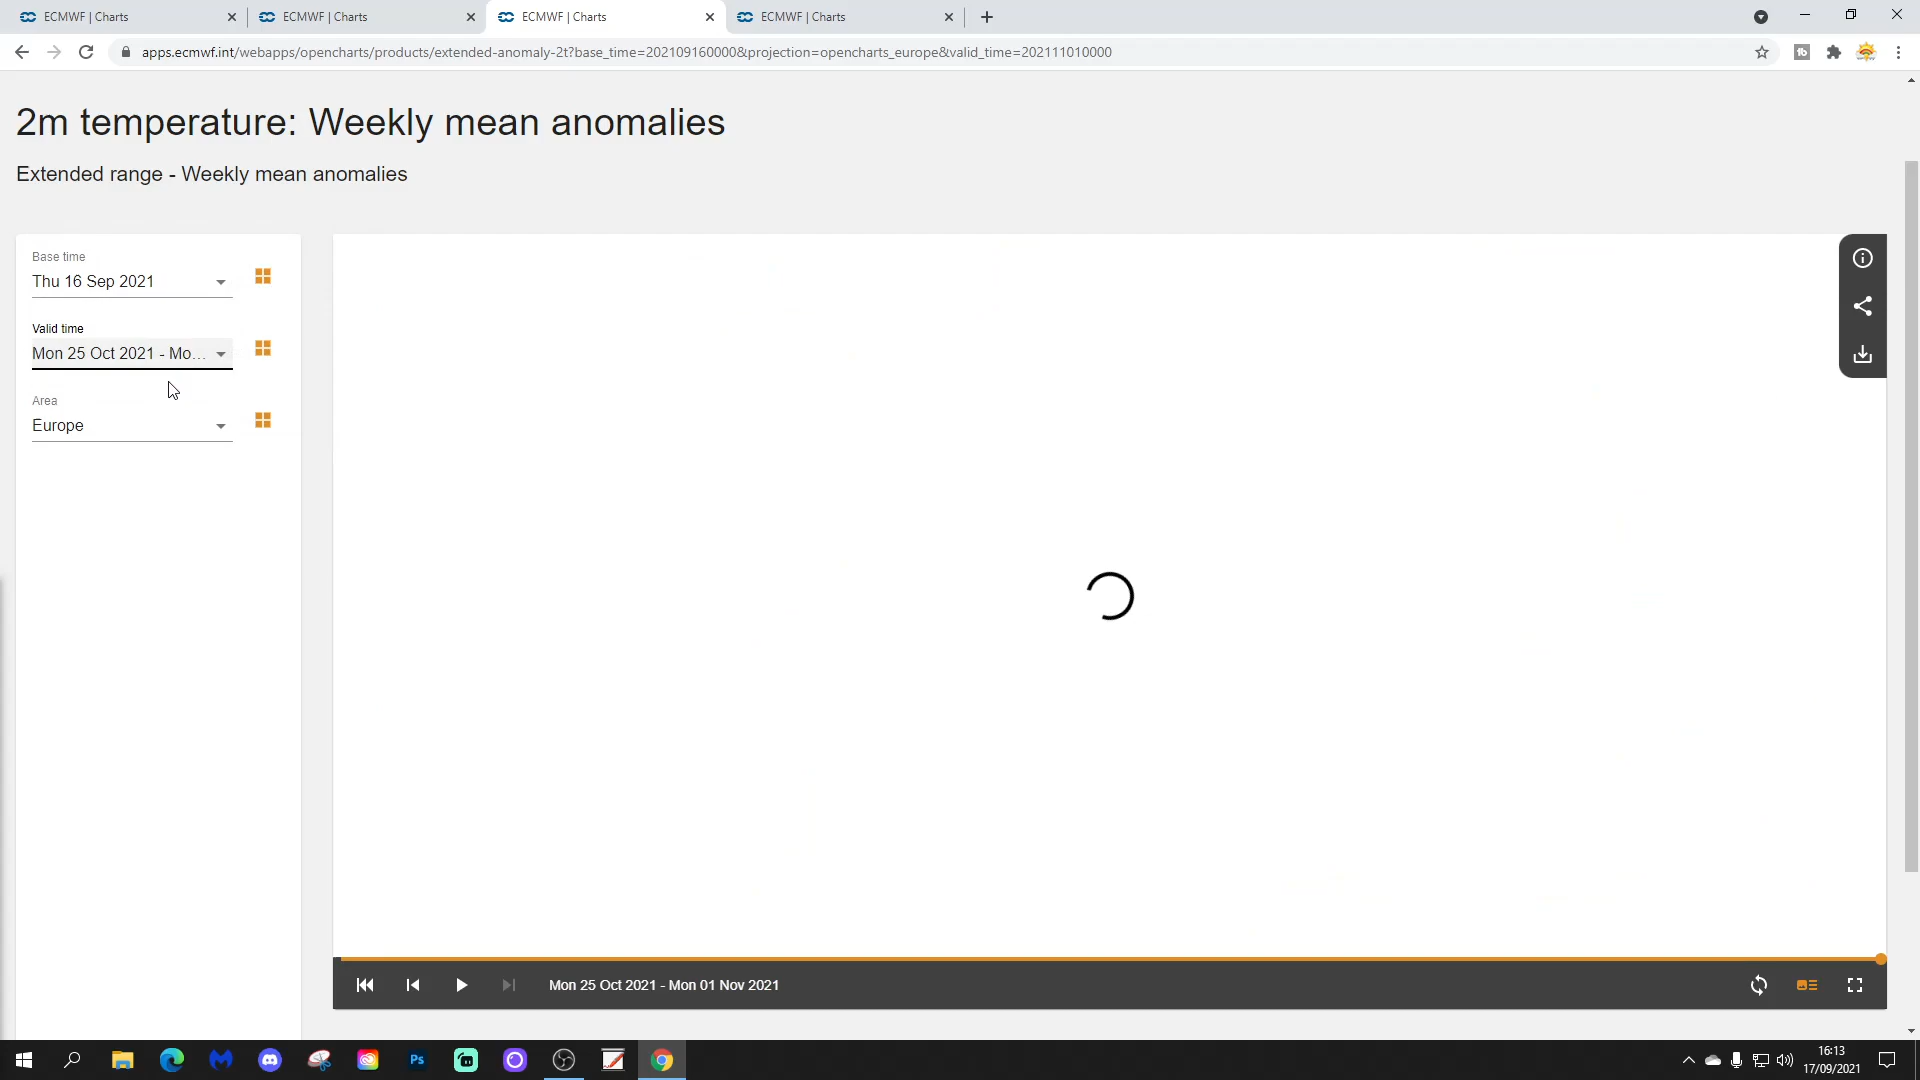 ECMWF | Charts
ECMWF | Charts
ECMWF | Charts
ECMWF | Charts
apps.ecmwf.int/webapps/opencharts/products/extended-anomaly-2t?base_time=202109160000&projection=opencharts_europe&valid_time=202111010000
2m temperature: Weekly mean anomalies
Extended range - Weekly mean anomalies
Base time
Thu 16 Sep 2021
Valid time
Mon 25 Oct 2021 - Mo...
Area
Europe
Mon 25 Oct 2021 - Mon 01 Nov 2021
Ps
16:13
17/09/2021